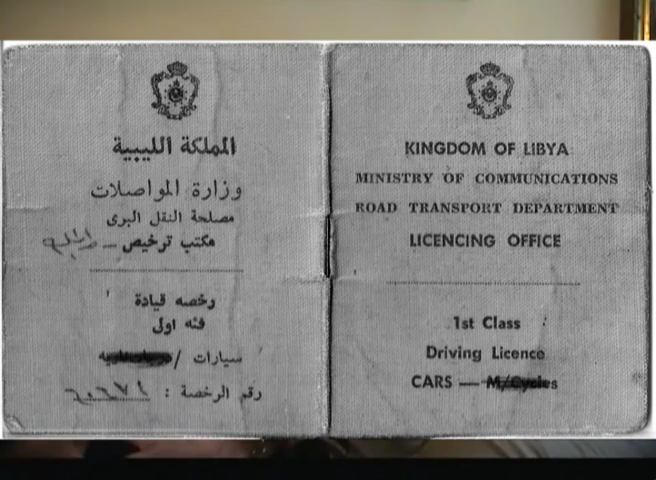 المملكة الليبية
وزارة المواصلات
مصلحة النقل البرى
مكتب ترخيص –
رخصه قيادة
فئه اولى
سيارات /
رقم الرخصة :
KINGDOM OF LIBYA
MINISTRY OF COMMUNICATIONS
ROAD TRANSPORT DEPARTMENT
LICENCING OFFICE
1st Class
Driving Licence
CARS — M/Cycles